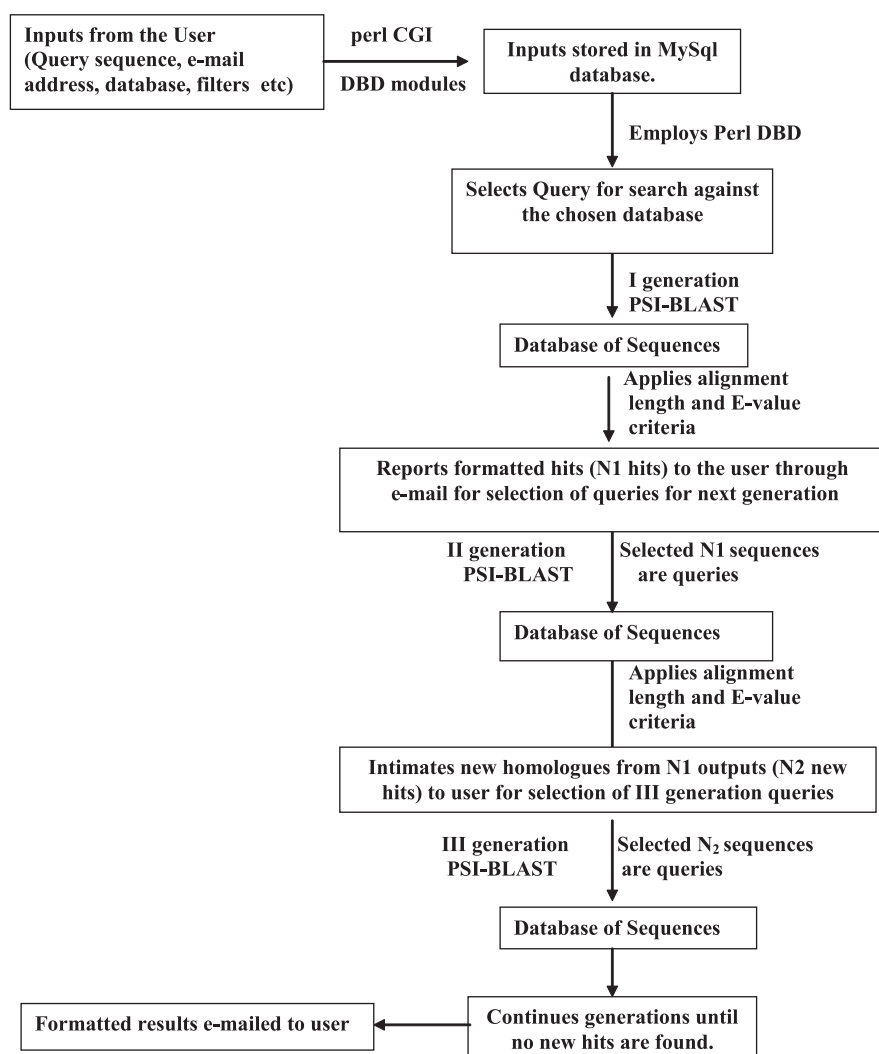 Inputs from the User
(Query sequence, e-mail
address, database, filters etc)
perl CGI
DBD modules
Inputs stored in MySql
database.
Employs Perl DBD
Selects Query for search against
the chosen database
I generation
PSI-BLAST
Database of Sequences
Applies alignment
length and E-value
criteria
Reports formatted hits (N1 hits) to the user through
e-mail for selection of queries for next generation
II generation
PSI-BLAST
Selected N1 sequences
are queries
Database of Sequences
Applies alignment
length and E-value
criteria
Intimates new homologues from N1 outputs (N2 new
hits) to user for selection of III generation queries
III generation
PSI-BLAST
Selected N₂ sequences
are queries
Database of Sequences
Continues generations until
no new hits are found.
Formatted results e-mailed to user